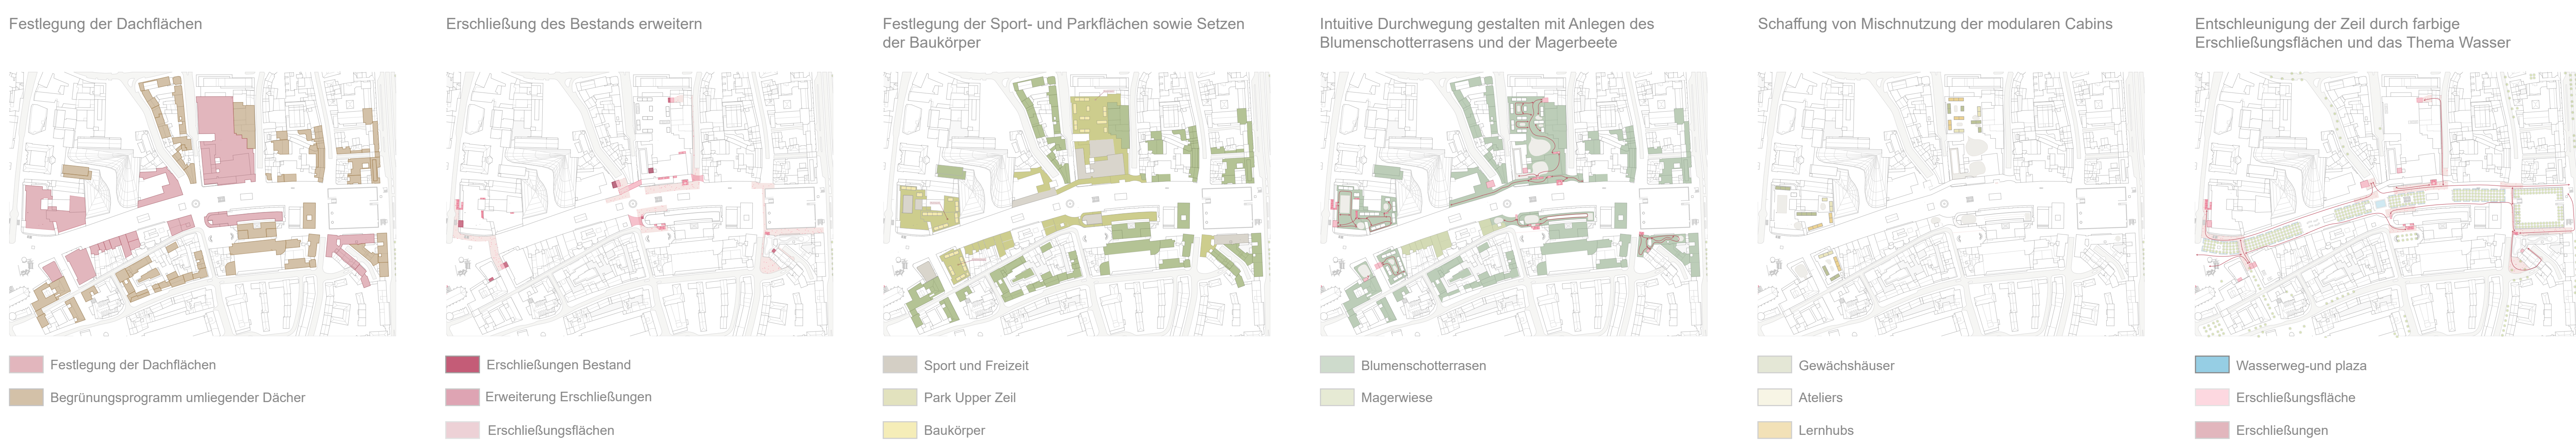 Festlegung der Dachflächen
Erschließung des Bestands erweitern
Festlegung der Sport- und Parkflächen sowie Setzen
der Baukörper
Intuitive Durchwegung gestalten mit Anlegen des
Blumenschotterrasens und der Magerbeete
Schaffung von Mischnutzung der modularen Cabins
Entschleunigung der Zeil durch farbige
Erschließungsflächen und das Thema Wasser
Festlegung der Dachflächen
Begrünungsprogramm umliegender Dächer
Erschließungen Bestand
Erweiterung Erschließungen
Erschließungsflächen
Sport und Freizeit
Park Upper Zeil
Baukörper
Blumenschotterrasen
Magerwiese
Gewächshäuser
Ateliers
Lernhubs
Wasserweg-und plaza
Erschließungsfläche
Erschließungen